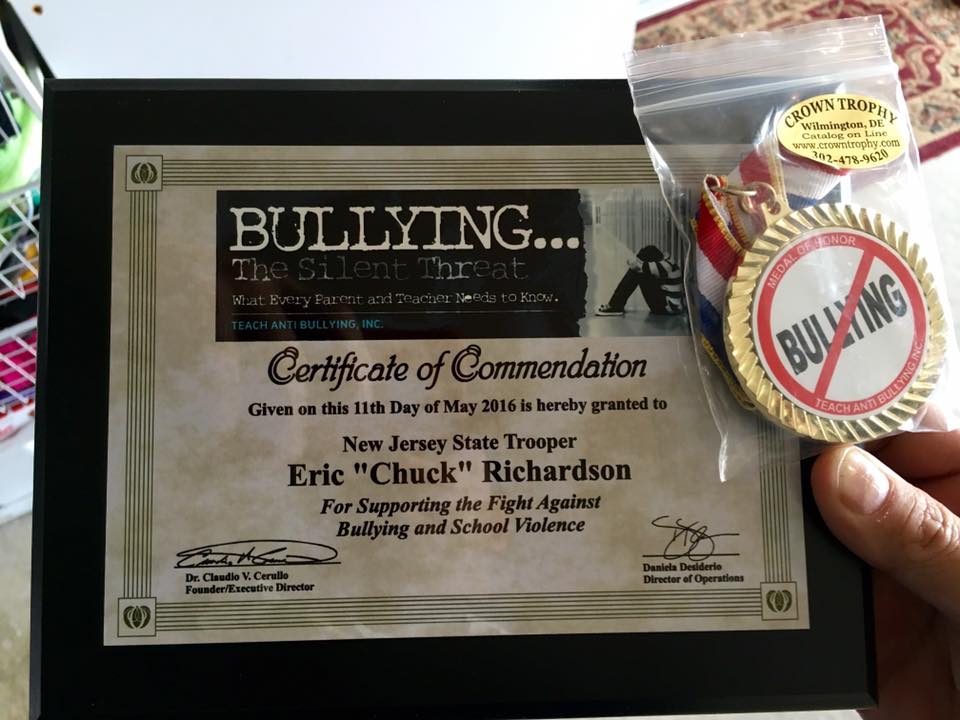 BULLYING...
The Silent Threat
What Every Parent and Teacher Needs to Know.
TEACH ANTI BULLYING, INC.
Certificate of Commendation
Given on this 11th Day of May 2016 is hereby granted to
New Jersey State Trooper
Eric "Chuck" Richardson
For Supporting the Fight Against
Bullying and School Violence
Dr. Claudio V. Cerullo
Founder/Executive Director
Daniela Desiderio
Director of Operations
CROWN TROPHY
Wilmington, DE
Catalog on Line
www.crowntrophy.com
302-478-9620
MEDAL OF HONOR
BULLYING
TEACH ANTI BULLYING INC.